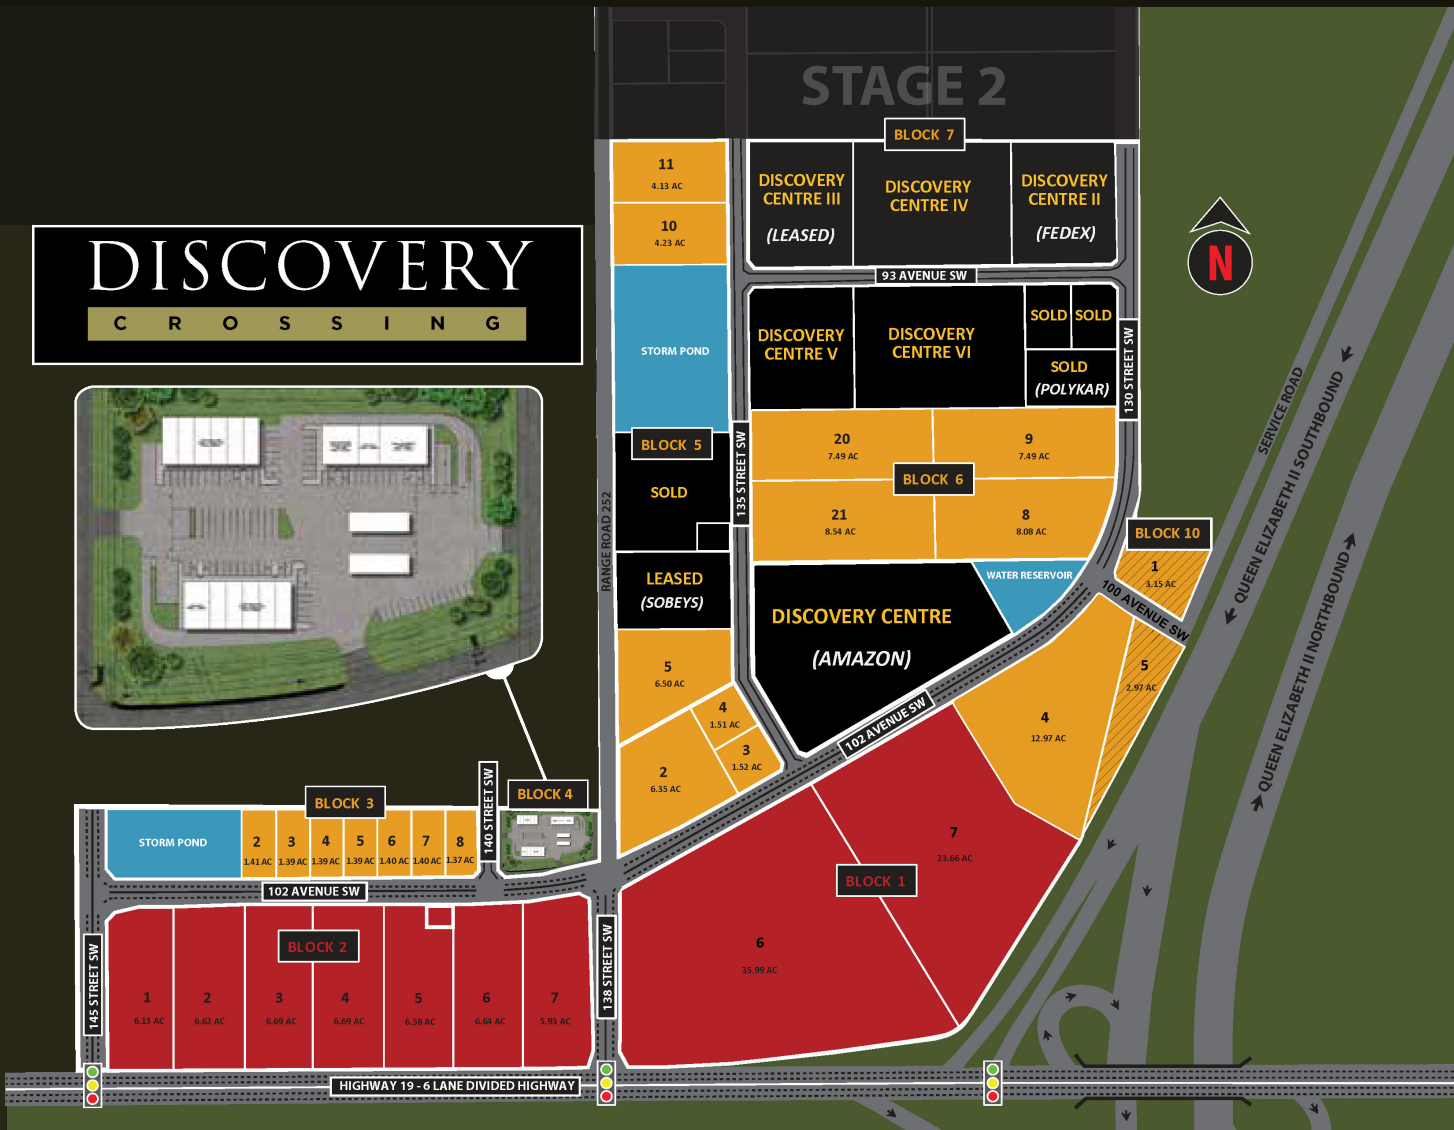 STAGE 2
BLOCK 7
11
4.13 AC
10
4.23 AC
DISCOVERY
CENTRE III
(LEASED)
DISCOVERY
CENTRE IV
DISCOVERY
CENTRE II
(FEDEX)
93 AVENUE SW
N
DISCOVERY
CROSSING
STORM POND
DISCOVERY
CENTRE V
DISCOVERY
CENTRE VI
SOLD
SOLD
SOLD
(POLYKAR)
130 STREET SW
SERVICE ROAD
QUEEN ELIZABETH II SOUTHBOUND
QUEEN ELIZABETH II NORTHBOUND
BLOCK 5
SOLD
135 STREET SW
RANGE ROAD 252
20
7.49 AC
9
7.49 AC
BLOCK 6
21
8.54 AC
8
8.08 AC
BLOCK 10
1
3.15 AC
100 AVENUE SW
WATER RESERVOIR
LEASED
(SOBEYS)
DISCOVERY CENTRE
(AMAZON)
5
6.50 AC
4
1.51 AC
3
1.52 AC
2
6.35 AC
102 AVENUE SW
4
12.97 AC
5
2.97 AC
BLOCK 3
140 STREET SW
BLOCK 4
STORM POND
2
1.41 AC
3
1.39 AC
4
1.39 AC
5
1.39 AC
6
1.40 AC
7
1.40 AC
8
1.37 AC
102 AVENUE SW
7
23.66 AC
BLOCK 1
6
35.99 AC
BLOCK 2
145 STREET SW
138 STREET SW
1
6.13 AC
2
6.62 AC
3
6.69 AC
4
6.69 AC
5
6.58 AC
6
6.64 AC
7
5.93 AC
HIGHWAY 19 - 6 LANE DIVIDED HIGHWAY